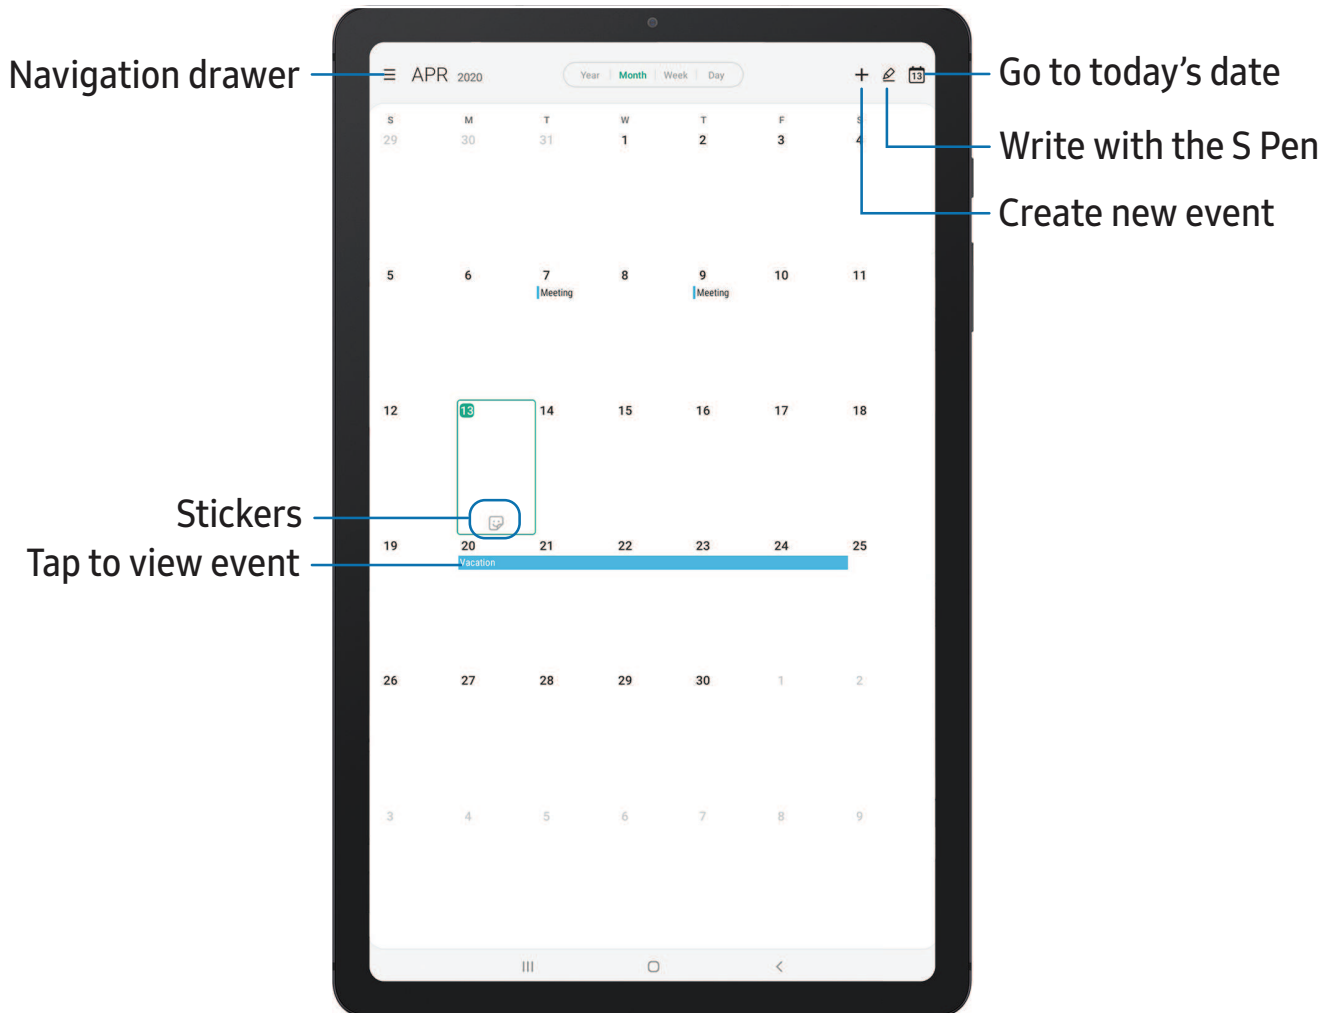 Navigation drawer
APR 2020
Year Month Week Day
13
Go to today's date
Write with the S Pen
Create new event
S M T W T F S
29 30 31 1 2 3 4
5 6 7 8 9 10 11
Meeting Meeting
12 13 14 15 16 17 18
Stickers
19 20 21 22 23 24 25
Tap to view event
Vacation
26 27 28 29 30 1 2
3 4 5 6 7 8 9